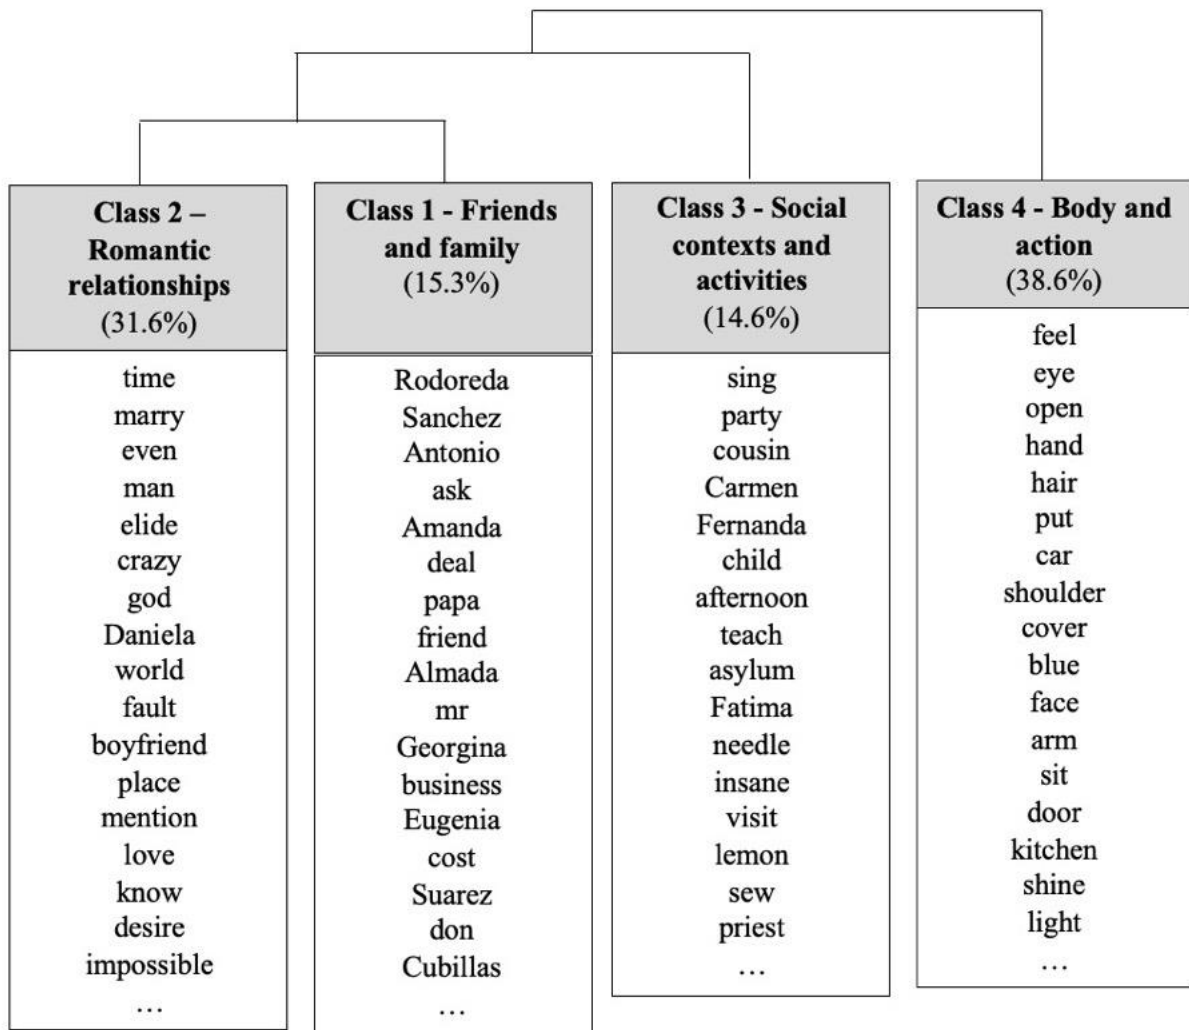 Class 2 –
Romantic
relationships
(31.6%)
time
marry
even
man
elide
crazy
god
Daniela
world
fault
boyfriend
place
mention
love
know
desire
impossible
…
Class 1 - Friends
and family
(15.3%)
Rodoreda
Sanchez
Antonio
ask
Amanda
deal
papa
friend
Almada
mr
Georgina
business
Eugenia
cost
Suarez
don
Cubillas
…
Class 3 - Social
contexts and
activities
(14.6%)
sing
party
cousin
Carmen
Fernanda
child
afternoon
teach
asylum
Fatima
needle
insane
visit
lemon
sew
priest
…
Class 4 - Body and
action
(38.6%)
feel
eye
open
hand
hair
put
car
shoulder
cover
blue
face
arm
sit
door
kitchen
shine
light
…